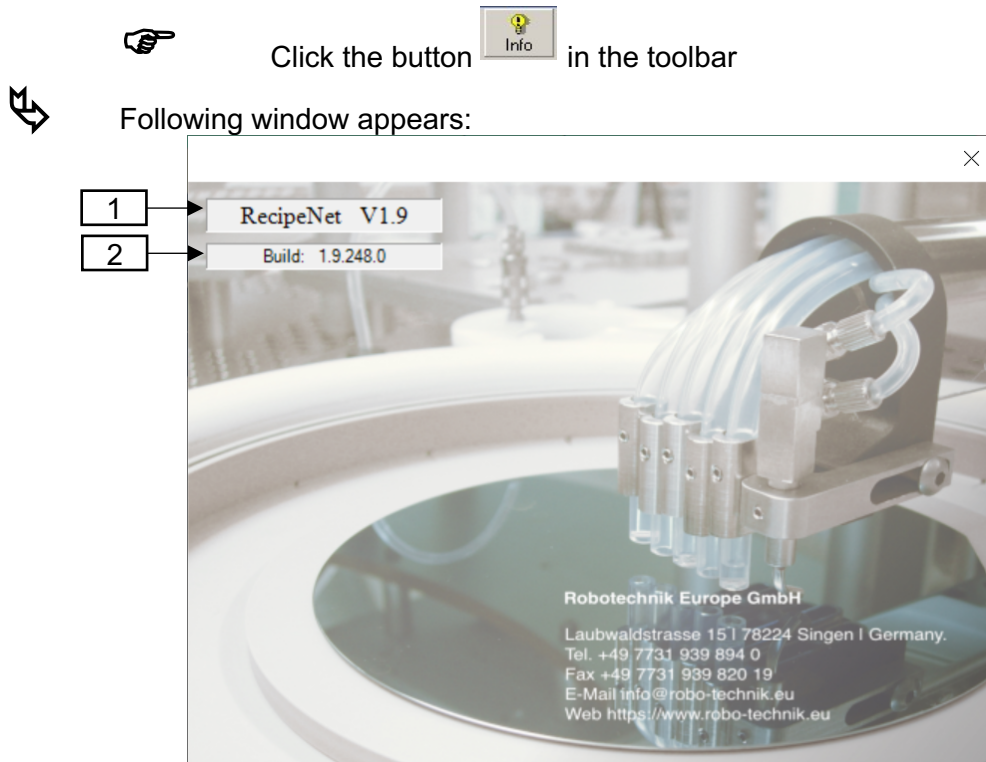 Click the button Info in the toolbar
Following window appears:
1
RecipeNet V1.9
2
Build: 1.9.248.0
Robotechnik Europe GmbH
Laubwaldstrasse 15 l 78224 Singen l Germany.
Tel. +49 7731 939 894 0
Fax +49 7731 939 820 19
E-Mail info@robo-technik.eu
Web https://www.robo-technik.eu